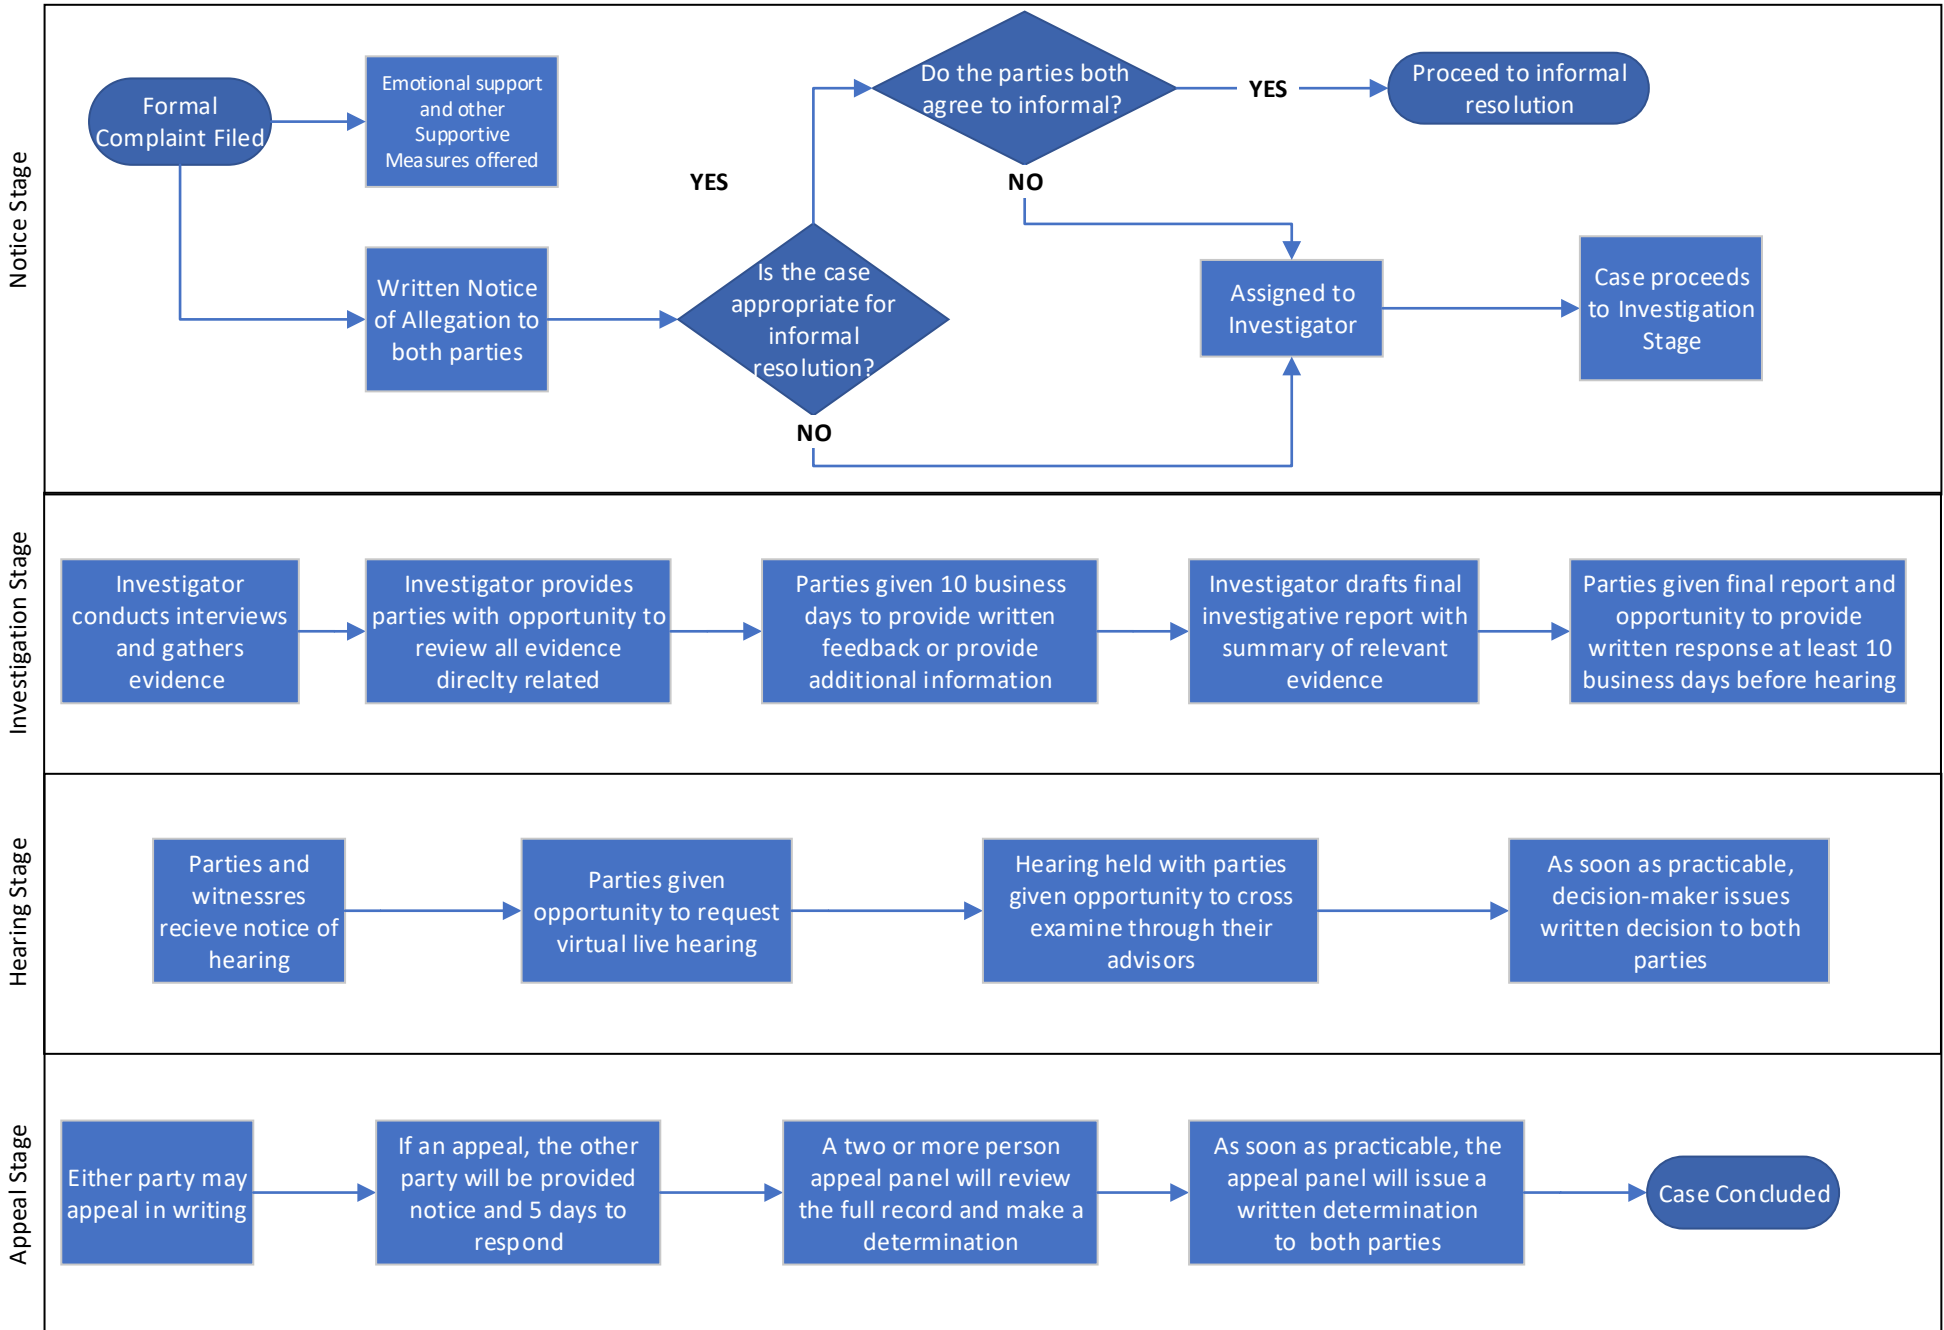 Notice Stage
Formal
Complaint Filed
Emotional support
and other
Supportive
Measures offered
Written Notice
of Allegation to
both parties
YES
Is the case
appropriate for
informal
resolution?
NO
Do the parties both
agree to informal?
YES
Proceed to informal
resolution
NO
Assigned to
Investigator
Case proceeds
to Investigation
Stage
Investigation Stage
Investigator
conducts interviews
and gathers
evidence
Investigator provides
parties with opportunity to
review all evidence
direclty related
Parties given 10 business
days to provide written
feedback or provide
additional information
Investigator drafts final
investigative report with
summary of relevant
evidence
Parties given final report and
opportunity to provide
written response at least 10
business days before hearing
Hearing Stage
Parties and
witnessres
recieve notice of
hearing
Parties given
opportunity to request
virtual live hearing
Hearing held with parties
given opportunity to cross
examine through their
advisors
As soon as practicable,
decision-maker issues
written decision to both
parties
Appeal Stage
Either party may
appeal in writing
If an appeal, the other
party will be provided
notice and 5 days to
respond
A two or more person
appeal panel will review
the full record and make a
determination
As soon as practicable, the
appeal panel will issue a
written determination
to both parties
Case Concluded